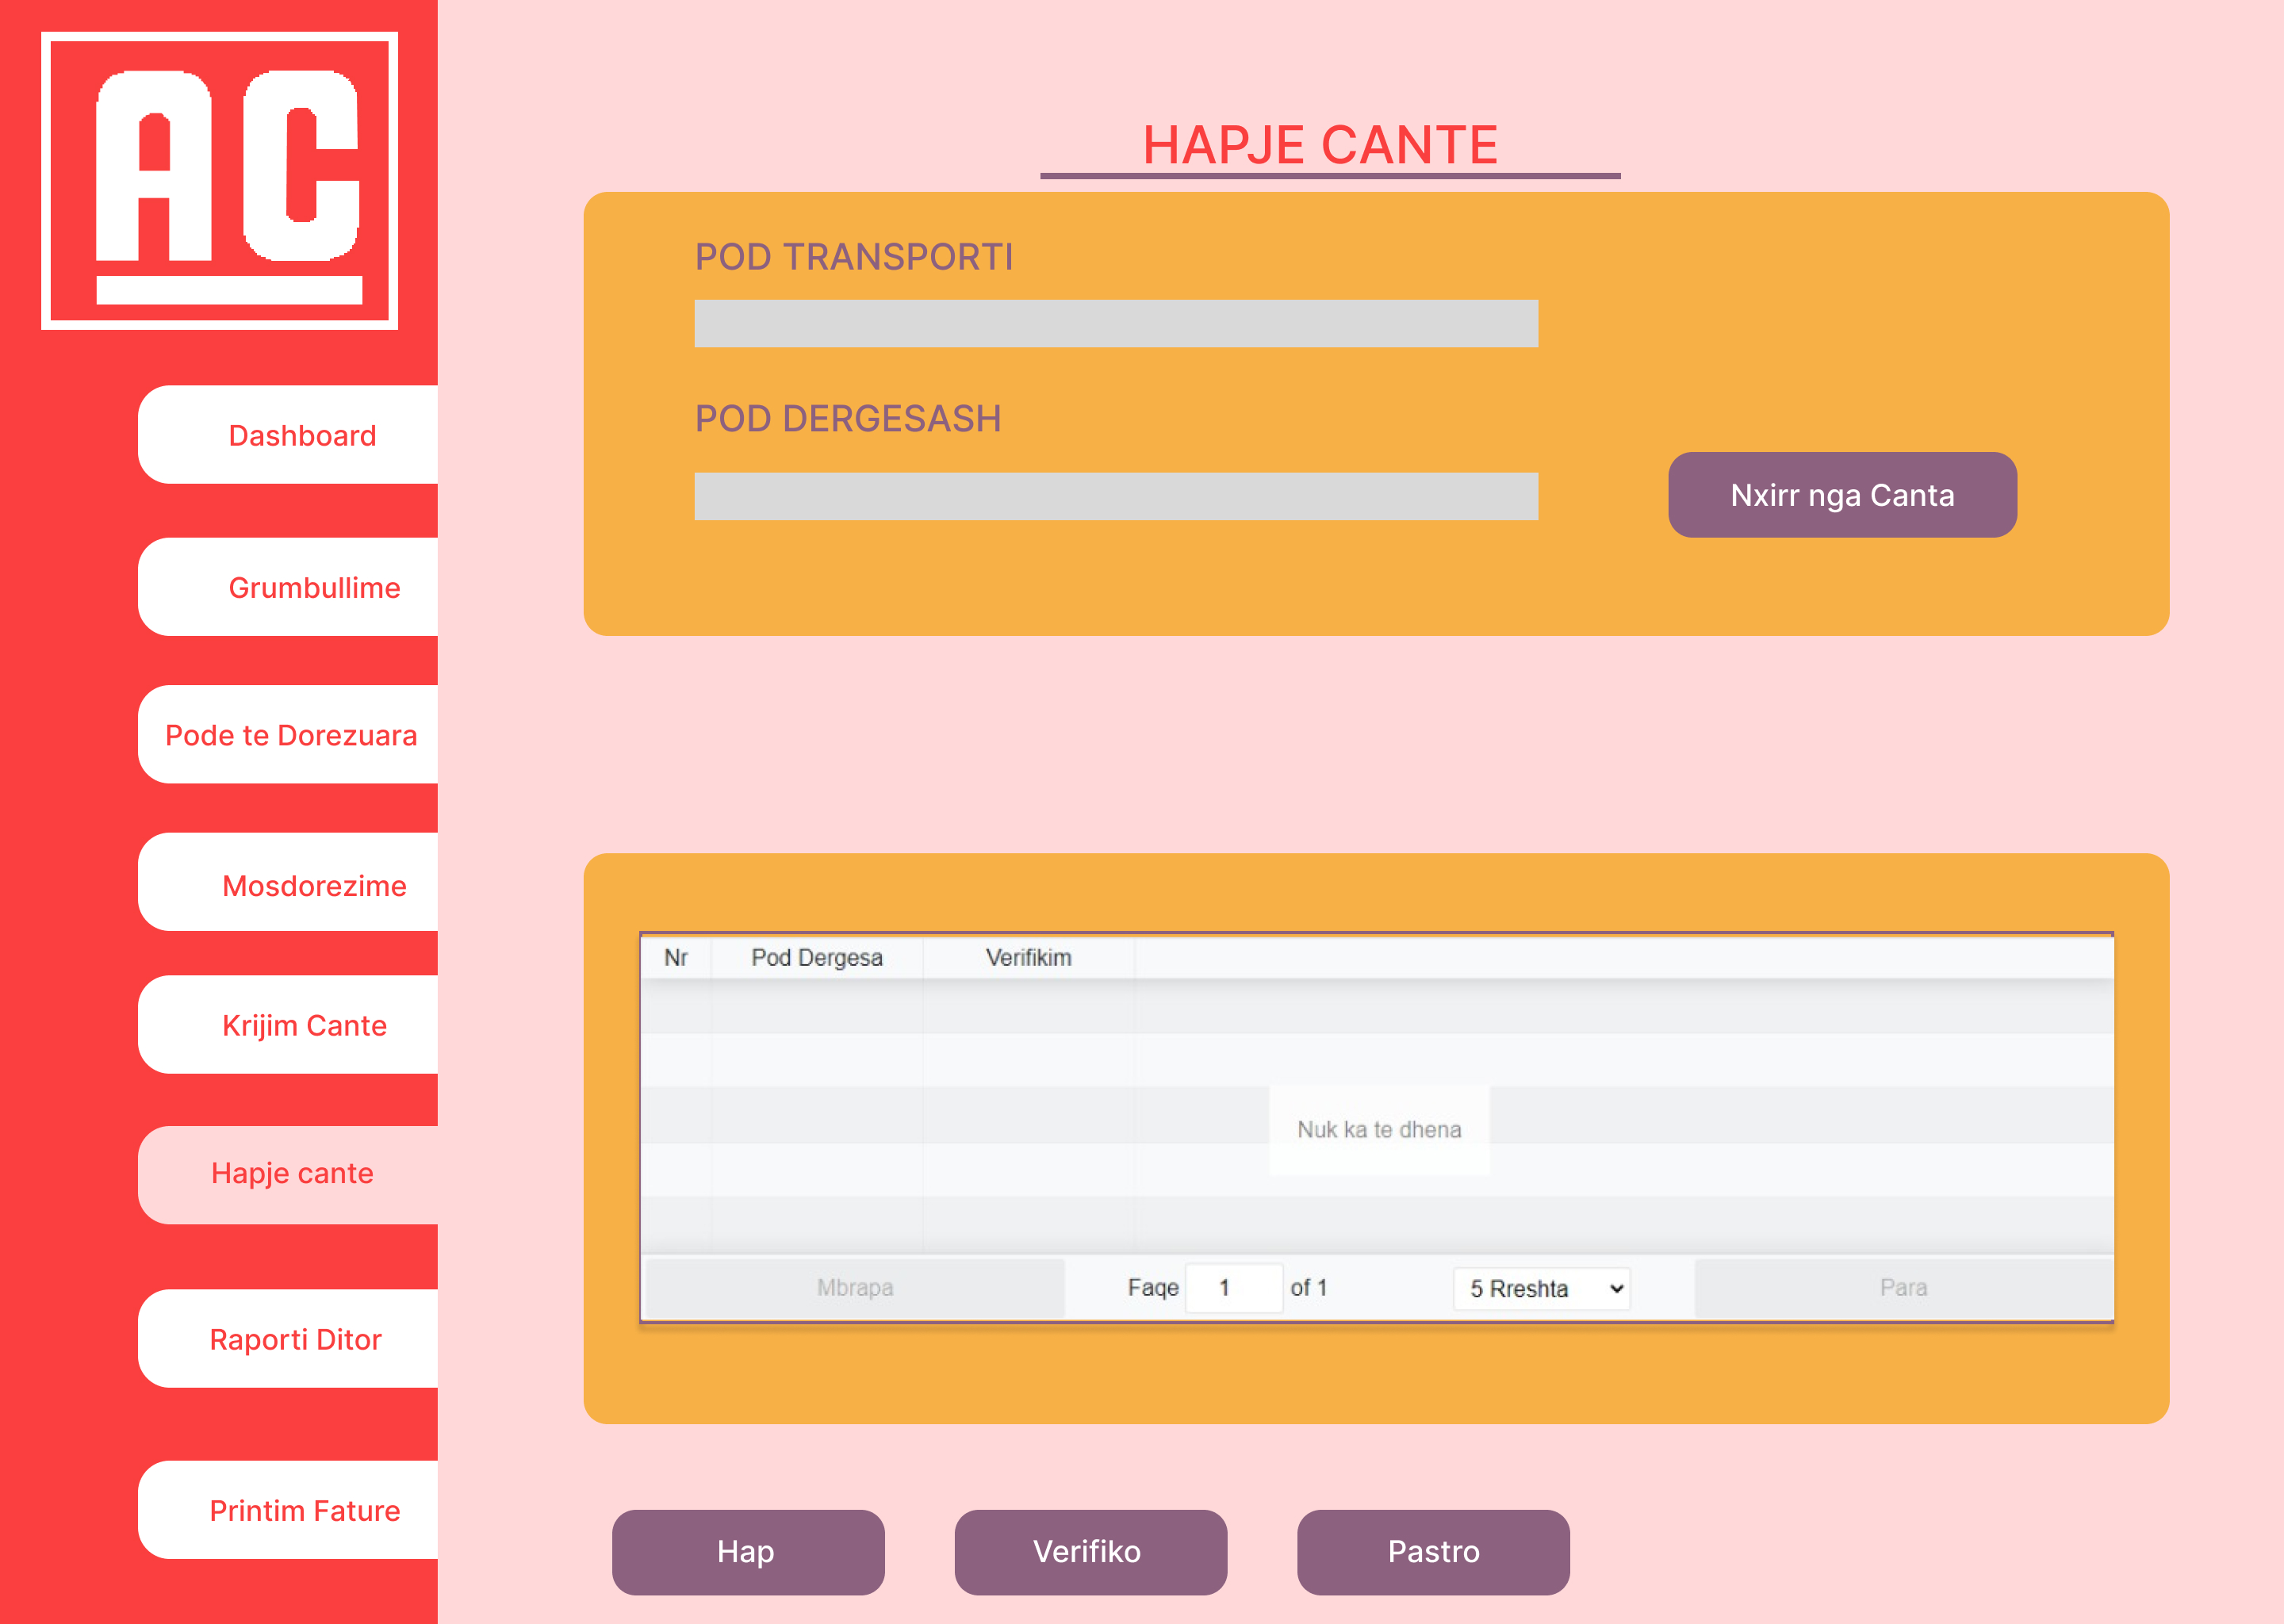 AC
Dashboard
Grumbullime
Pode te Dorezuara
Mosdorezime
Krijim Cante
Hapje cante
Raporti Ditor
Printim Fature
HAPJE CANTE
POD TRANSPORTI
POD DERGESASH
Nxirr nga Canta
Nr Pod Dergesa Verifikim
Nuk ka te dhena
Mbrapa Faqe 1 of 1 5 Rreshta Para
Hap Verifiko Pastro